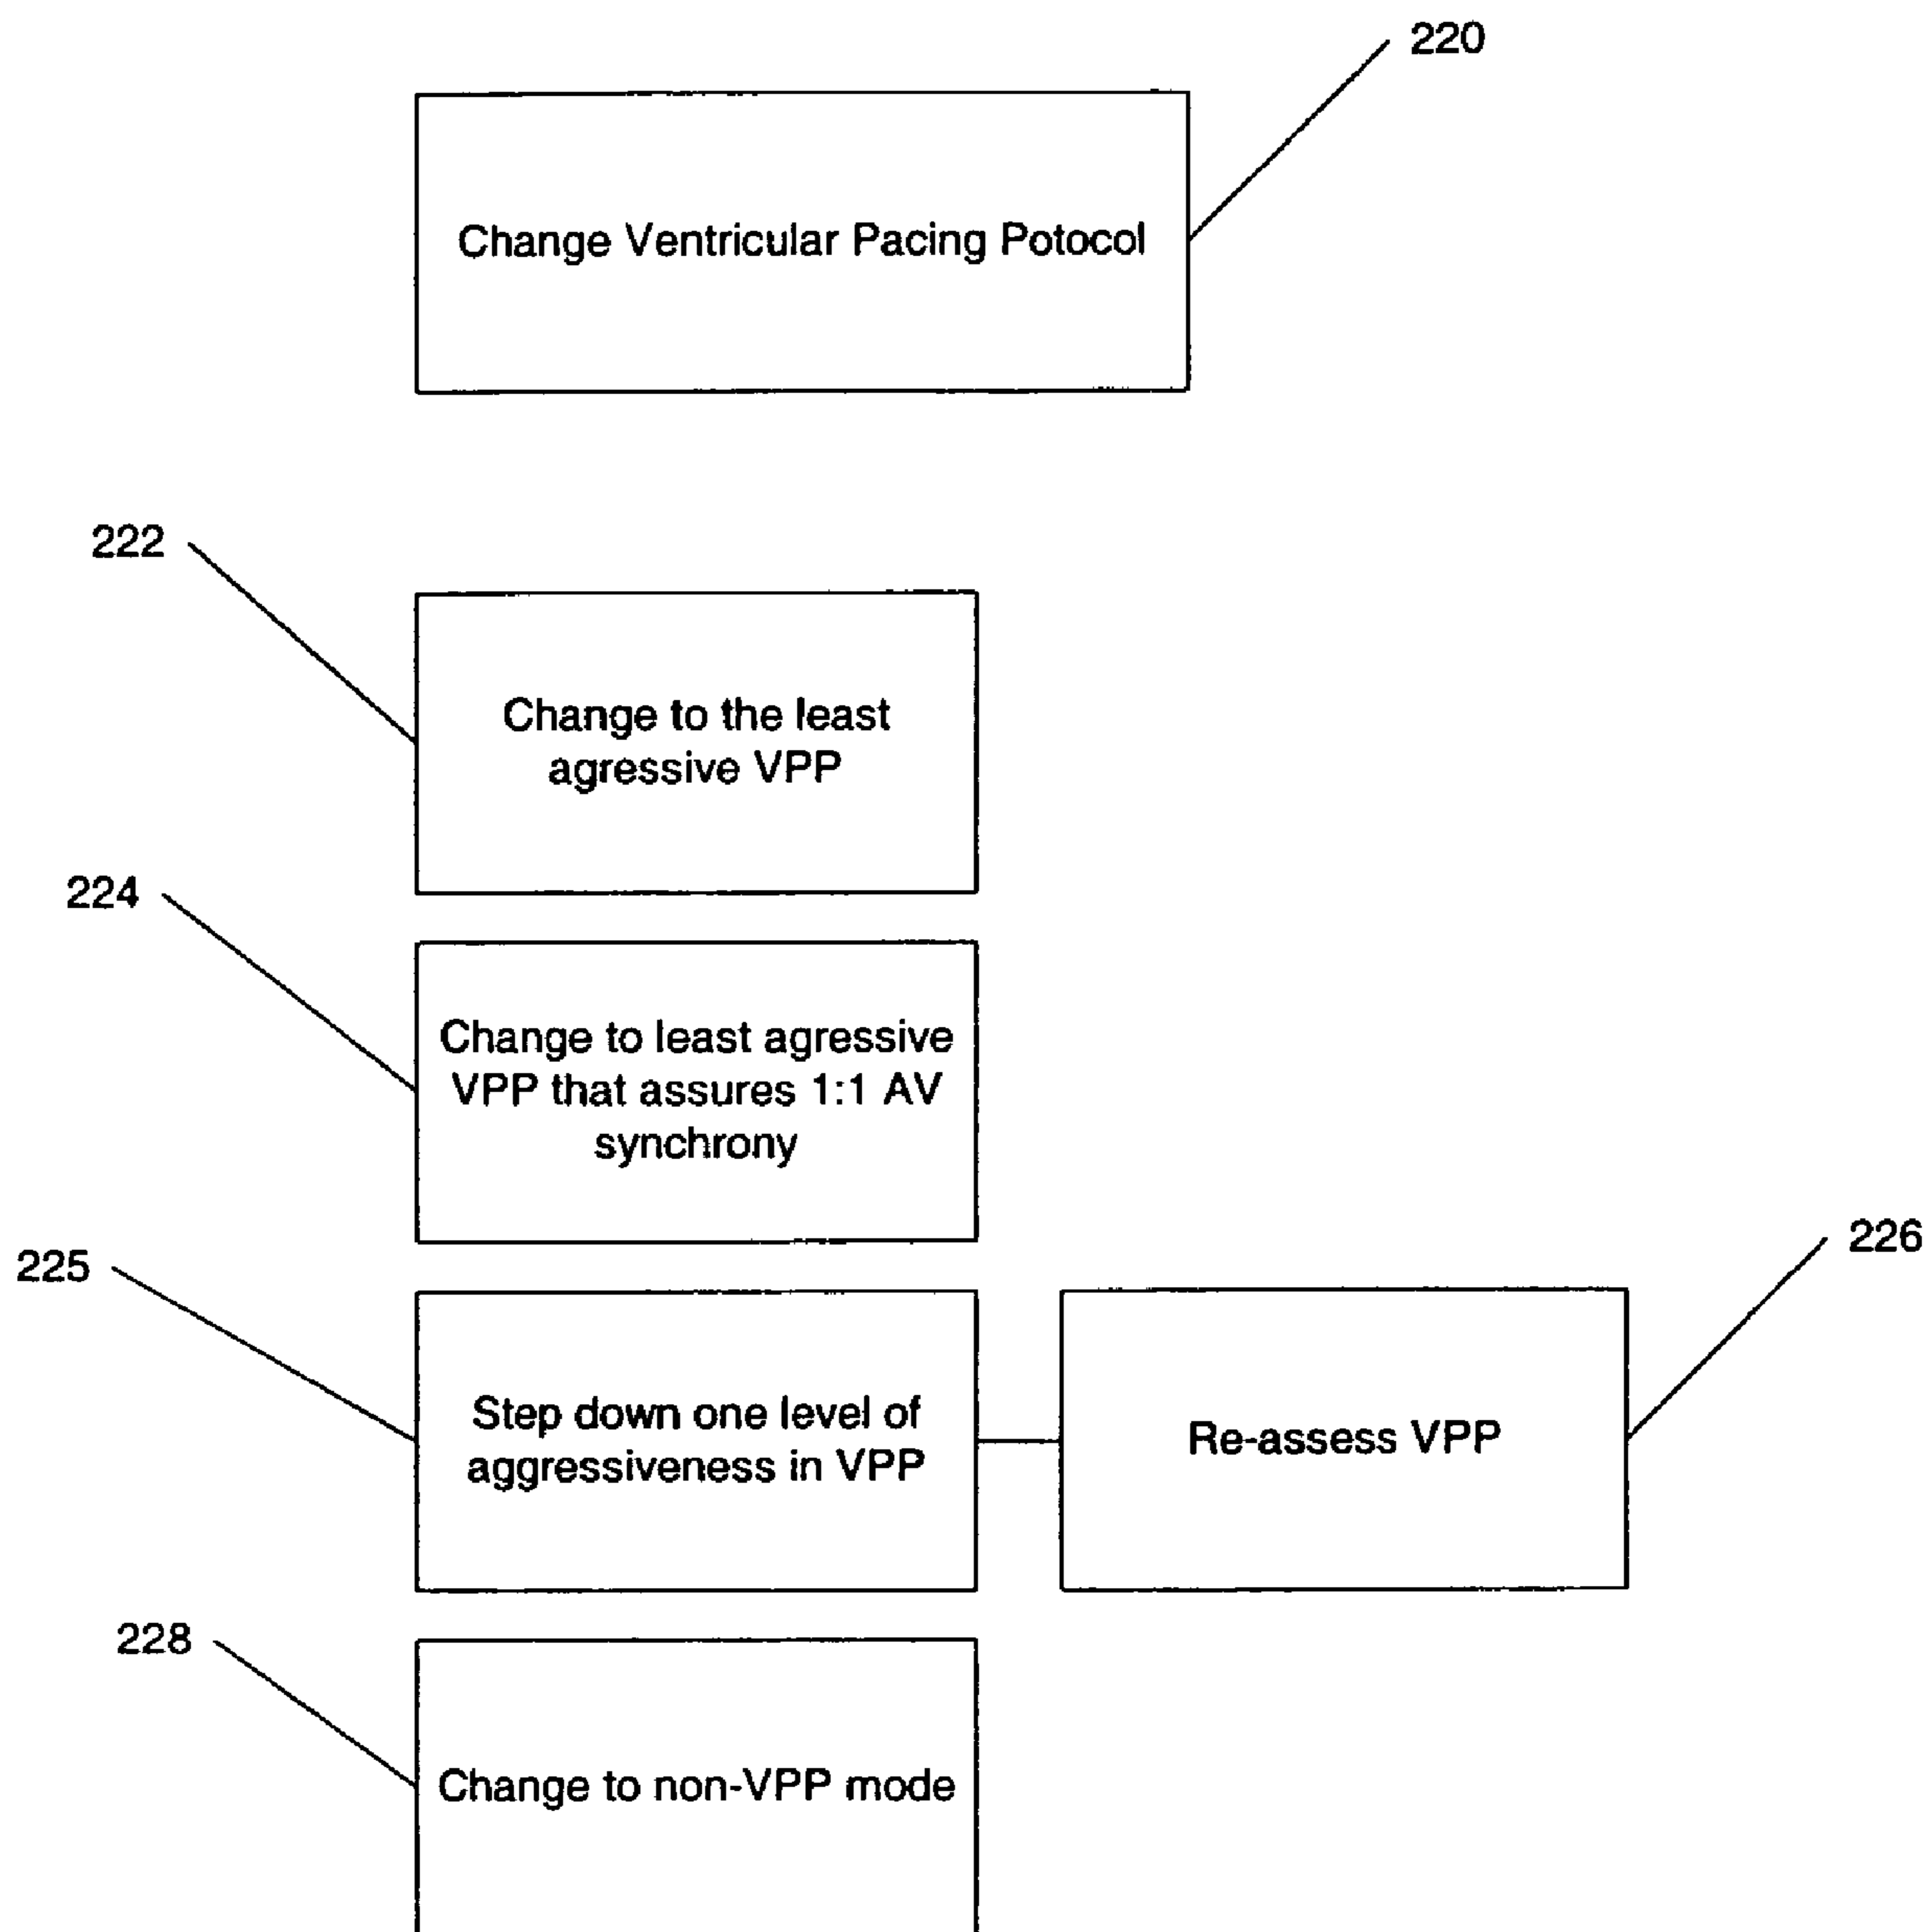 220
Change Ventricular Pacing Potocol
222
Change to the least
agressive VPP
224
Change to least agressive
VPP that assures 1:1 AV
synchrony
225
226
Step down one level of
aggressiveness in VPP
Re-assess VPP
228
Change to non-VPP mode